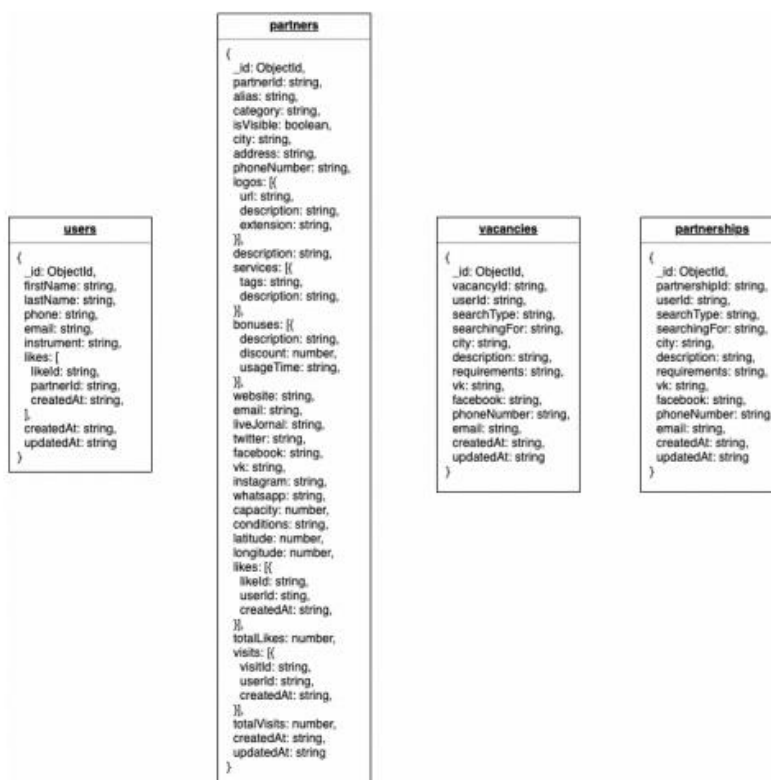 partners
{
_id: ObjectId,
partnerId: string,
alias: string,
category: string,
isVisible: boolean,
city: string,
address: string,
phoneNumber: string,
logos: [{
url: string,
description: string,
extension: string,
}],
description: string,
services: [{
tags: string,
description: string,
}],
bonuses: [{
description: string,
discount: number,
usageTime: string,
}],
website: string,
email: string,
liveJornal: string,
twitter: string,
facebook: string,
vk: string,
instagram: string,
whatsapp: string,
capacity: number,
conditions: string,
latitude: number,
longitude: number,
likes: [{
likeId: string,
userId: sting,
createdAt: string,
}],
totalLikes: number,
visits: [{
visitId: string,
userId: string,
createdAt: string,
}],
totalVisits: number,
createdAt: string,
updatedAt: string
}
users
{
_id: ObjectId,
firstName: string,
lastName: string,
phone: string,
email: string,
instrument: string,
likes: [
likeId: string,
partnerId: string,
createdAt: string,
],
createdAt: string,
updatedAt: string
}
vacancies
{
_id: ObjectId,
vacancyId: string,
userId: string,
searchType: string,
searchingFor: string,
city: string,
description: string,
requirements: string,
vk: string,
facebook: string,
phoneNumber: string,
email: string,
createdAt: string,
updatedAt: string
}
partnerships
{
_id: ObjectId,
partnershipId: string,
userId: string,
searchType: string,
searchingFor: string,
city: string,
description: string,
requirements: string,
vk: string,
facebook: string,
phoneNumber: string
email: string,
createdAt: string,
updatedAt: string
}